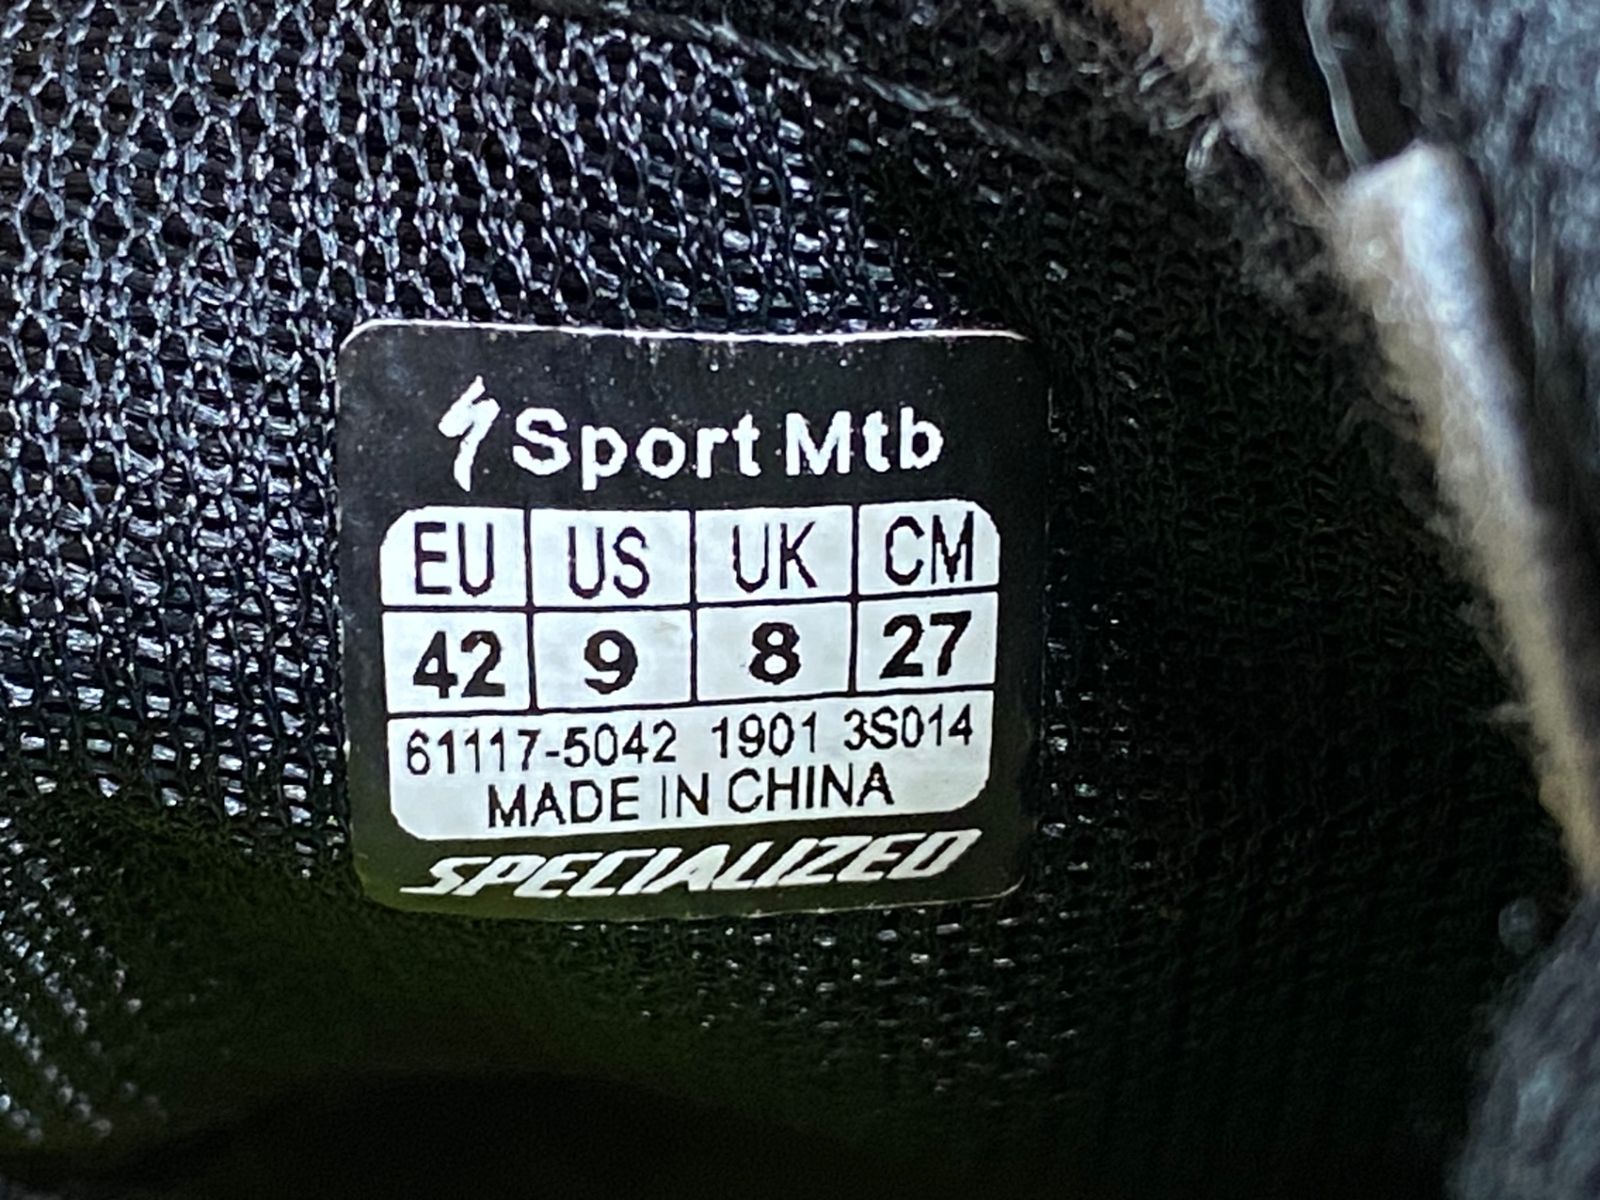 Sport Mtb
EU US UK CM
42 9 8 27
61117-5042 1901 3S014
MADE IN CHINA
SPECIALIZED